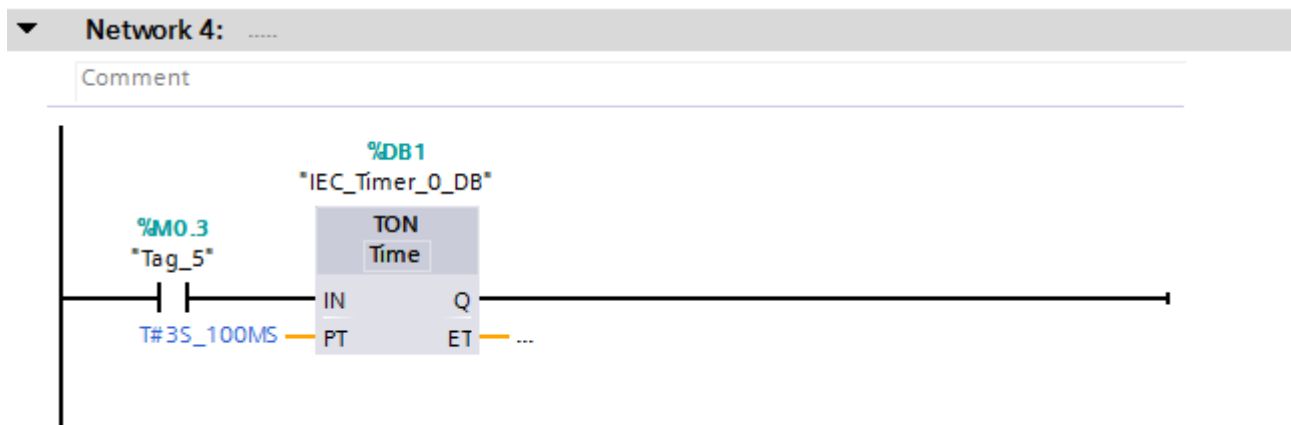 Network 4: .....
Comment
%DB1
"IEC_Timer_0_DB"
%M0.3
"Tag_5"
TON
Time
IN Q
T#3S_100MS PT ET ...